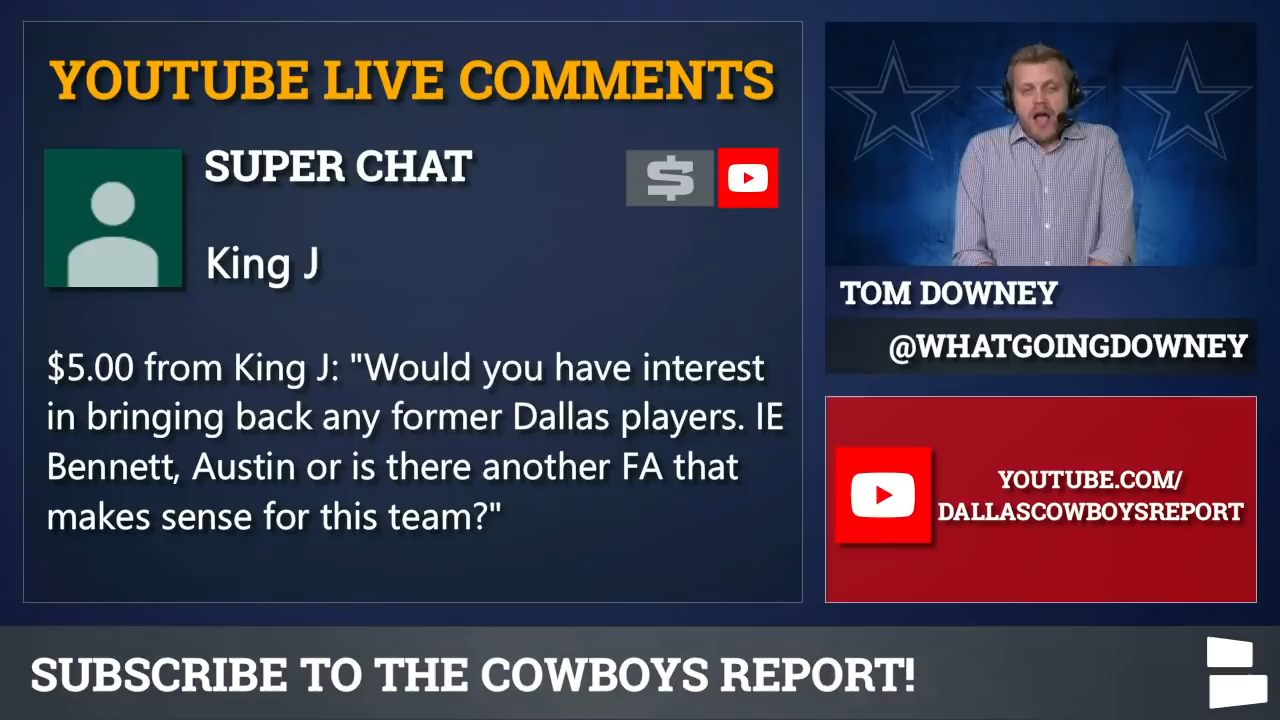 YOUTUBE LIVE COMMENTS
SUPER CHAT
$
King J
$5.00 from King J: "Would you have interest
in bringing back any former Dallas players. IE
Bennett, Austin or is there another FA that
makes sense for this team?"
TOM DOWNEY
@WHATGOINGDOWNEY
YOUTUBE.COM/
DALLASCOWBOYSREPORT
SUBSCRIBE TO THE COWBOYS REPORT!